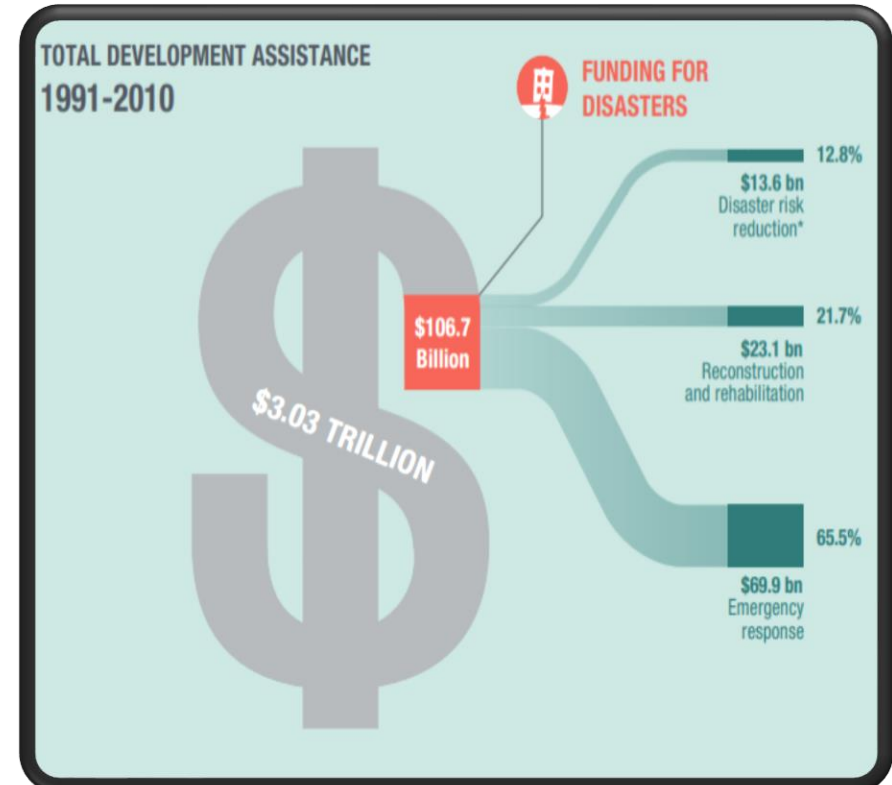 TOTAL DEVELOPMENT ASSISTANCE
1991-2010
FUNDING FOR
DISASTERS
12.8%
$13.6 bn
Disaster risk
reduction*
$106.7
Billion
21.7%
$23.1 bn
Reconstruction
and rehabilitation
$3.03 TRILLION
65.5%
$69.9 bn
Emergency
response